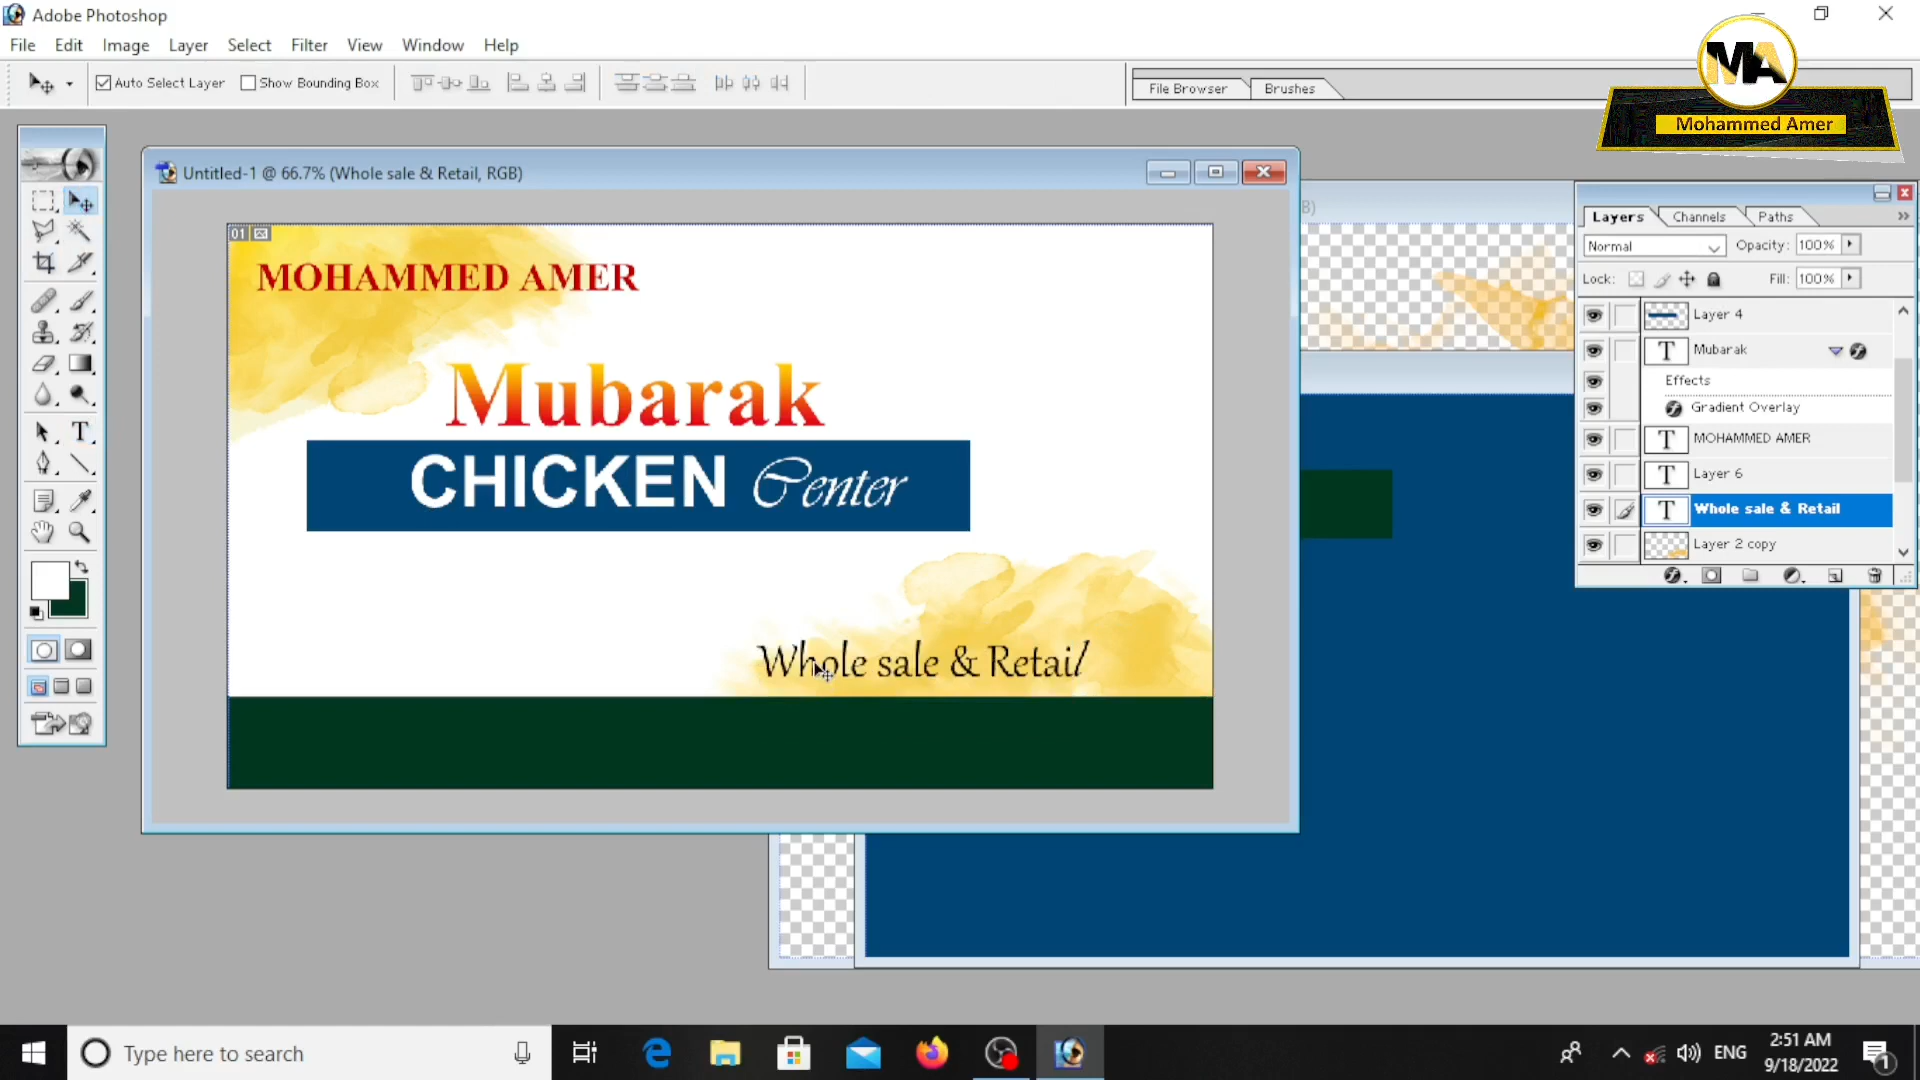 Adobe Photoshop
File Edit Image Layer Select Filter View Window Help
Auto Select Layer Show Bounding Box
File Browser Brushes
MA
Mohammed Amer
Untitled-1 @ 66.7% (Whole sale & Retail, RGB)
B)
01
MOHAMMED AMER
Mubarak
CHICKEN Center
Whole sale & Retail
Layers Channels Paths
Normal Opacity: 100%
Lock: Fill: 100%
Layer 4
T Mubarak
Effects
Gradient Overlay
T MOHAMMED AMER
T Layer 6
T Whole sale & Retail
Layer 2 copy
T
Type here to search
ENG
2:51 AM
9/18/2022
1